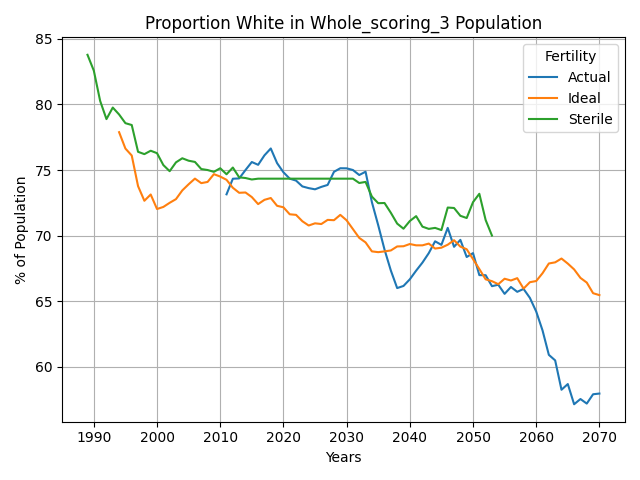 Proportion White in Whole_scoring_3 Population
Fertility
Actual
Ideal
Sterile
% of Population
85
80
75
70
65
60
1990 2000 2010 2020 2030 2040 2050 2060 2070
Years